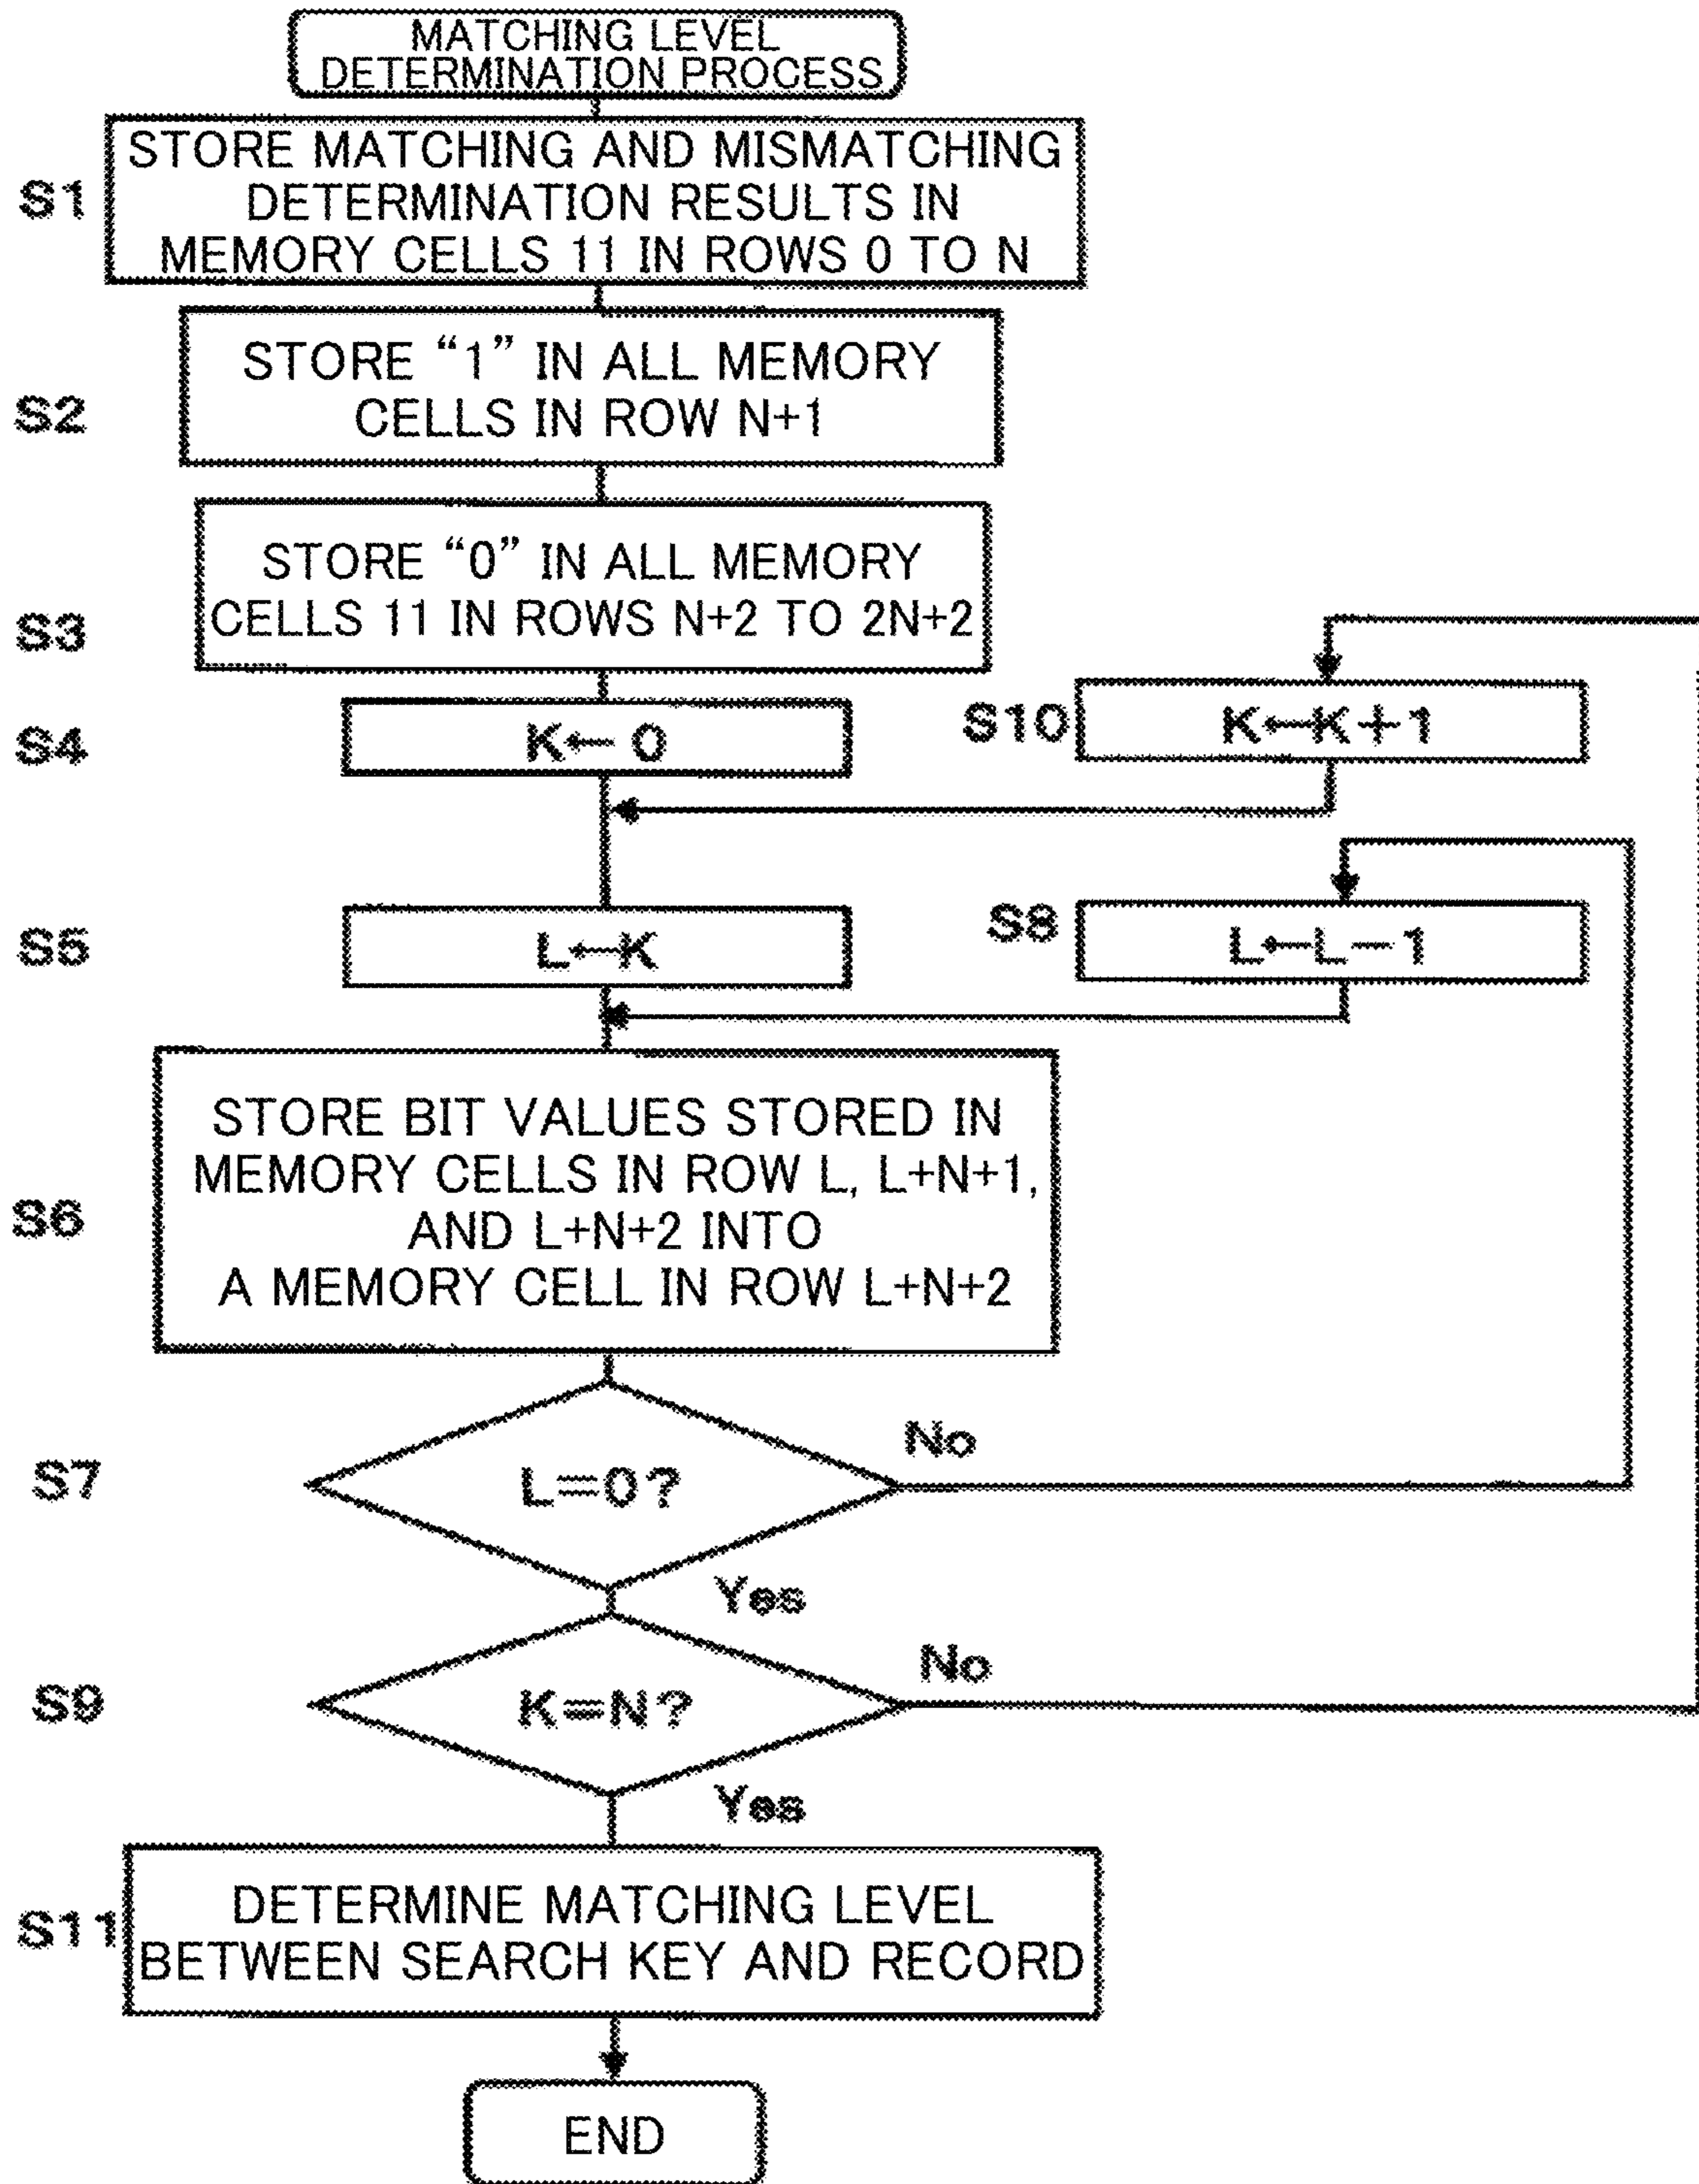 MATCHING LEVEL
DETERMINATION PROCESS
S1
STORE MATCHING AND MISMATCHING
DETERMINATION RESULTS IN
MEMORY CELLS 11 IN ROWS 0 TO N
S2
STORE “1” IN ALL MEMORY
CELLS IN ROW N+1
S3
STORE “0” IN ALL MEMORY
CELLS 11 IN ROWS N+2 TO 2N+2
S4
K←0
S10
K←K+1
S5
L←K
S8
L←L−1
S6
STORE BIT VALUES STORED IN
MEMORY CELLS IN ROW L, L+N+1,
AND L+N+2 INTO
A MEMORY CELL IN ROW L+N+2
S7
L=0?
No
Yes
S9
K=N?
No
Yes
S11
DETERMINE MATCHING LEVEL
BETWEEN SEARCH KEY AND RECORD
END